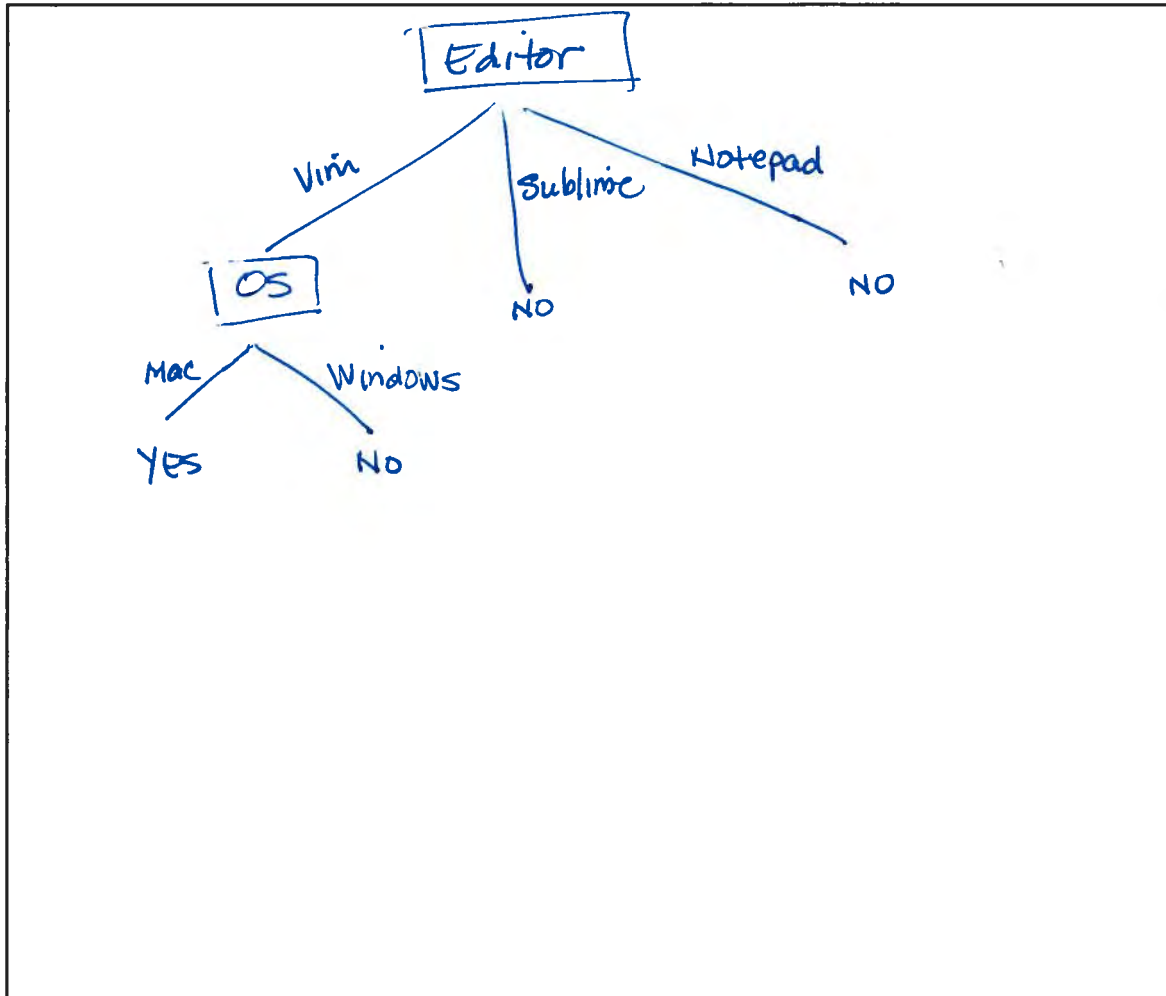 Editor
Vim
Sublime
Notepad
OS
NO
NO
Mac
Windows
YES
NO